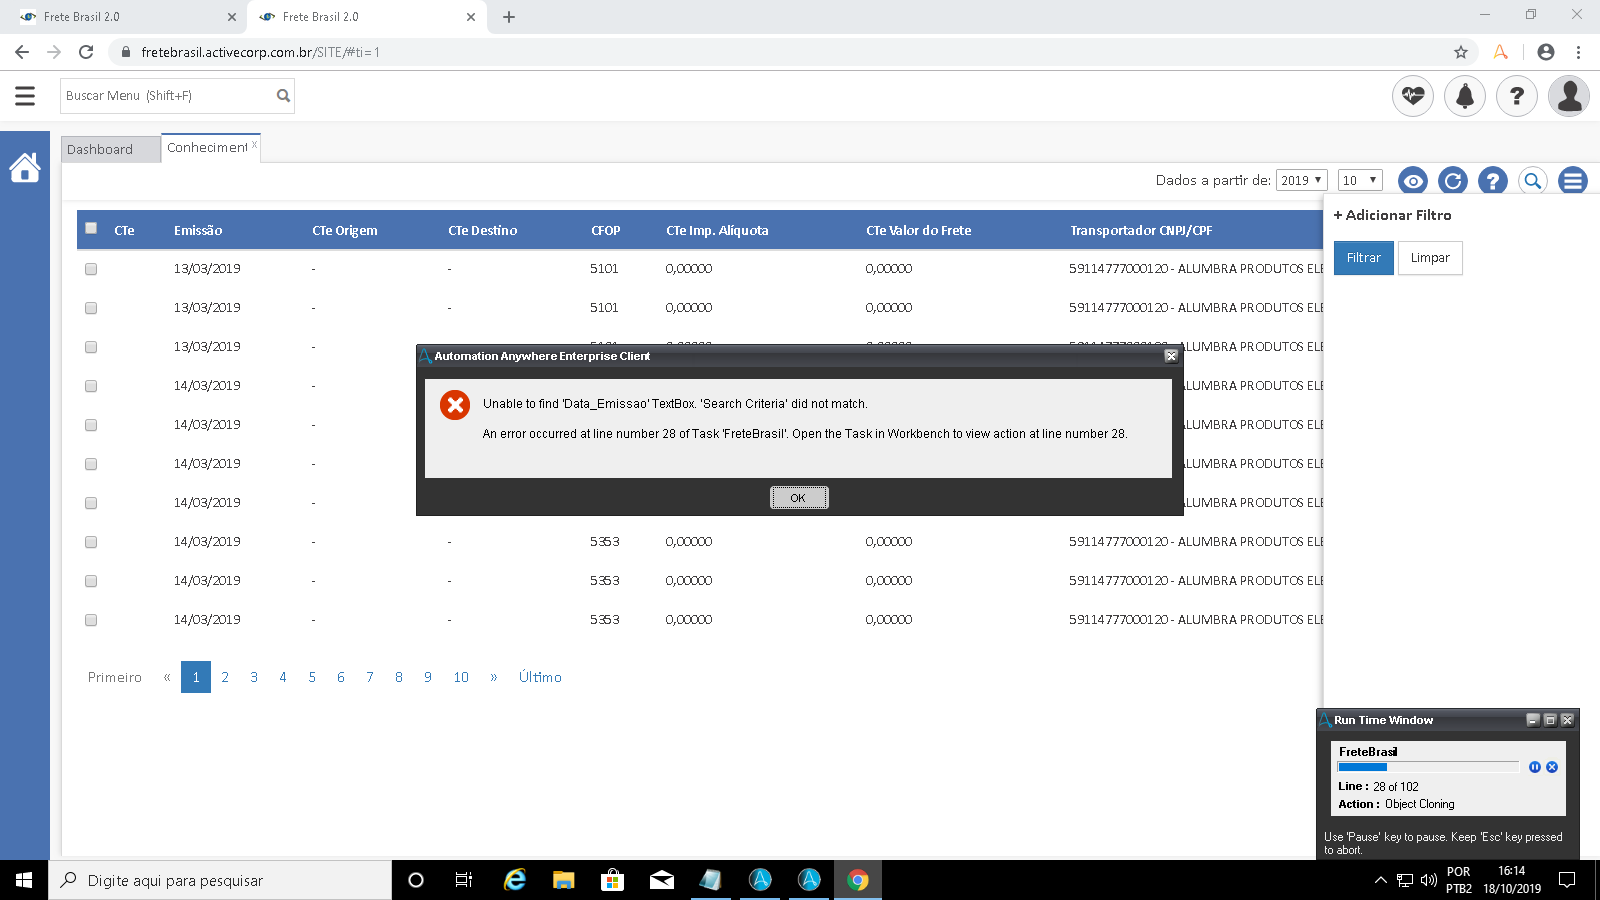 Frete Brasil 2.0
Frete Brasil 2.0
fretebrasil.activecorp.com.br/SITE/#ti=1
Buscar Menu (Shift+F)
Dashboard
Conheciment x
Dados a partir de: 2019 10
+ Adicionar Filtro
Filtrar Limpar
CTe Emissão CTe Origem CTe Destino CFOP CTe Imp. Alíquota CTe Valor do Frete Transportador CNPJ/CPF
13/03/2019 - - 5101 0,00000 0,00000 59114777000120 - ALUMBRA PRODUTOS ELE
13/03/2019 - - 5101 0,00000 0,00000 59114777000120 - ALUMBRA PRODUTOS ELE
13/03/2019 - ALUMBRA PRODUTOS ELE
14/03/2019 - ALUMBRA PRODUTOS ELE
14/03/2019 - ALUMBRA PRODUTOS ELE
14/03/2019 - ALUMBRA PRODUTOS ELE
14/03/2019 - ALUMBRA PRODUTOS ELE
14/03/2019 - - 5353 0,00000 0,00000 59114777000120 - ALUMBRA PRODUTOS ELE
14/03/2019 - - 5353 0,00000 0,00000 59114777000120 - ALUMBRA PRODUTOS ELE
14/03/2019 - - 5353 0,00000 0,00000 59114777000120 - ALUMBRA PRODUTOS ELE
Primeiro « 1 2 3 4 5 6 7 8 9 10 » Último
Automation Anywhere Enterprise Client
Unable to find 'Data_Emissao' TextBox. 'Search Criteria' did not match.
An error occurred at line number 28 of Task 'FreteBrasil'. Open the Task in Workbench to view action at line number 28.
OK
Run Time Window
FreteBrasil
Line : 28 of 102
Action : Object Cloning
Use 'Pause' key to pause. Keep 'Esc' key pressed
to abort.
Digite aqui para pesquisar
POR
PTB2
16:14
18/10/2019